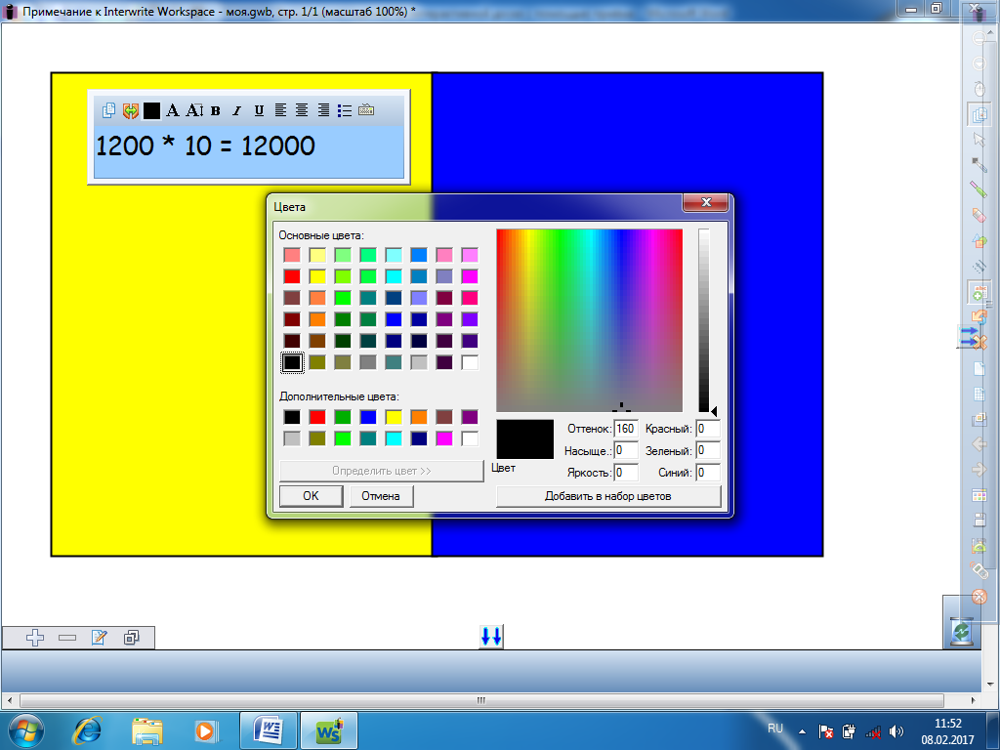 Примечание к Interwrite Workspace - моя.gwb, стр. 1/1 (масштаб 100%) *
A A B I U
1200 * 10 = 12000
Цвета
Основные цвета:
Дополнительные цвета:
Определить цвет >>
OK
Отмена
Цвет
Оттенок: 160 Красный: 0
Насыще.: 0 Зеленый: 0
Яркость: 0 Синий: 0
Добавить в набор цветов
abc
W
WS
RU
11:52
08.02.2017